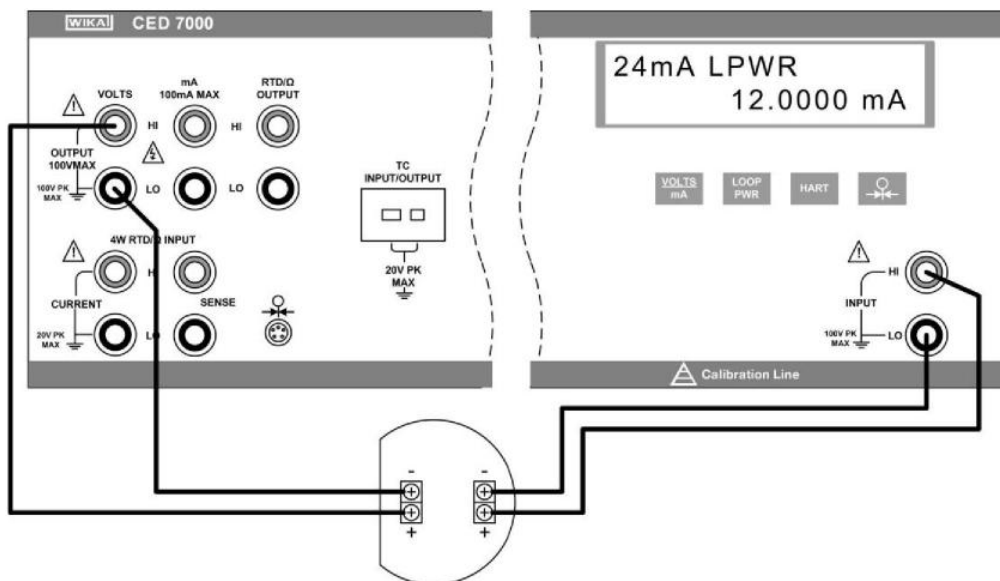 WIKAI CED 7000
VOLTS
mA
100mA MAX
RTD/Ω
OUTPUT
HI
HI
OUTPUT
100VMAX
100V PK
MAX
LO
LO
4W RTD/Ω INPUT
HI
CURRENT
SENSE
20V PK
MAX
LO
TC
INPUT/OUTPUT
20V PK
MAX
24mA LPWR
12.0000 mA
VOLTS
mA
LOOP
PWR
HART
HI
INPUT
100V PK
MAX
LO
Calibration Line
- -
+ +